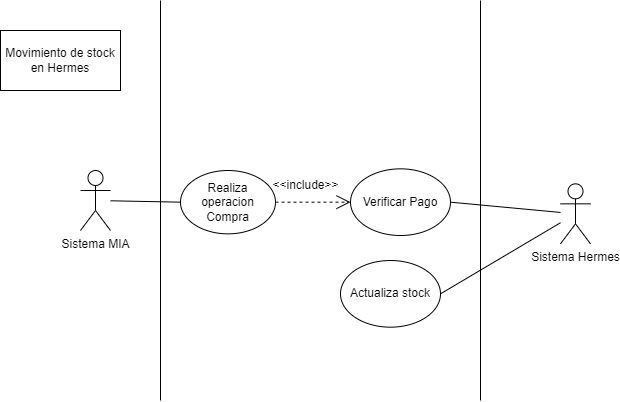 Movimiento de stock
en Hermes
Realiza
operacion
Compra
<<include>>
Verificar Pago
Sistema MIA
Sistema Hermes
Actualiza stock